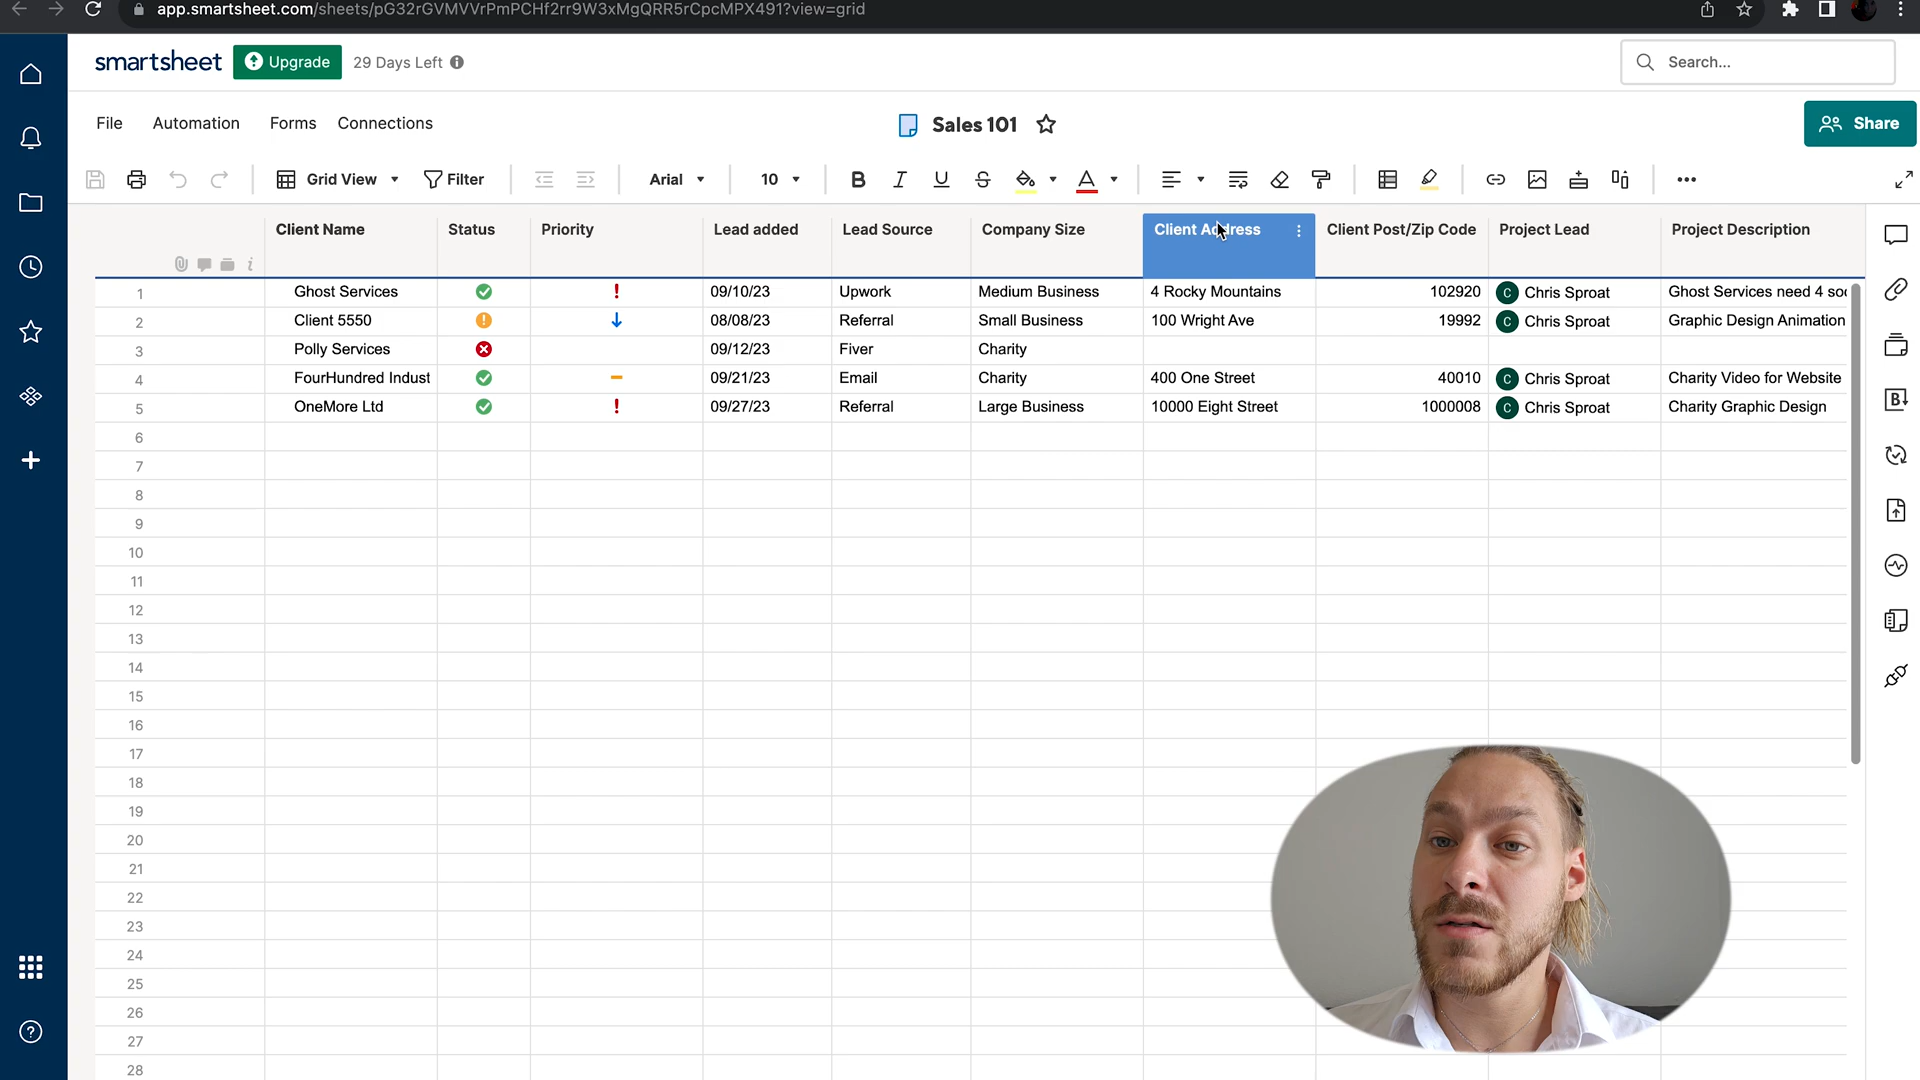 app.smartsheet.com/sheets/pG32rGVMVVrPmPCHf2rr9W3xMgQRR5rCpcMPX491?view=grid
smartsheet Upgrade 29 Days Left Search...
File Automation Forms Connections Sales 101 Share
Grid View Filter Arial 10 B I U S A
Client Name Status Priority Lead added Lead Source Company Size Client Address Client Post/Zip Code Project Lead Project Description
1 Ghost Services ! 09/10/23 Upwork Medium Business 4 Rocky Mountains 102920 C Chris Sproat Ghost Services need 4 soc
2 Client 5550 09/08/23 Referral Small Business 100 Wright Ave 19992 C Chris Sproat Graphic Design Animation
3 Polly Services 09/12/23 Fiver Charity
4 FourHundred Indust 09/21/23 Email Charity 400 One Street 40010 C Chris Sproat Charity Video for Website
5 OneMore Ltd ! 09/27/23 Referral Large Business 10000 Eight Street 1000008 C Chris Sproat Charity Graphic Design
6
7
8
9
10
11
12
13
14
15
16
17
18
19
20
21
22
23
24
25
26
27
28